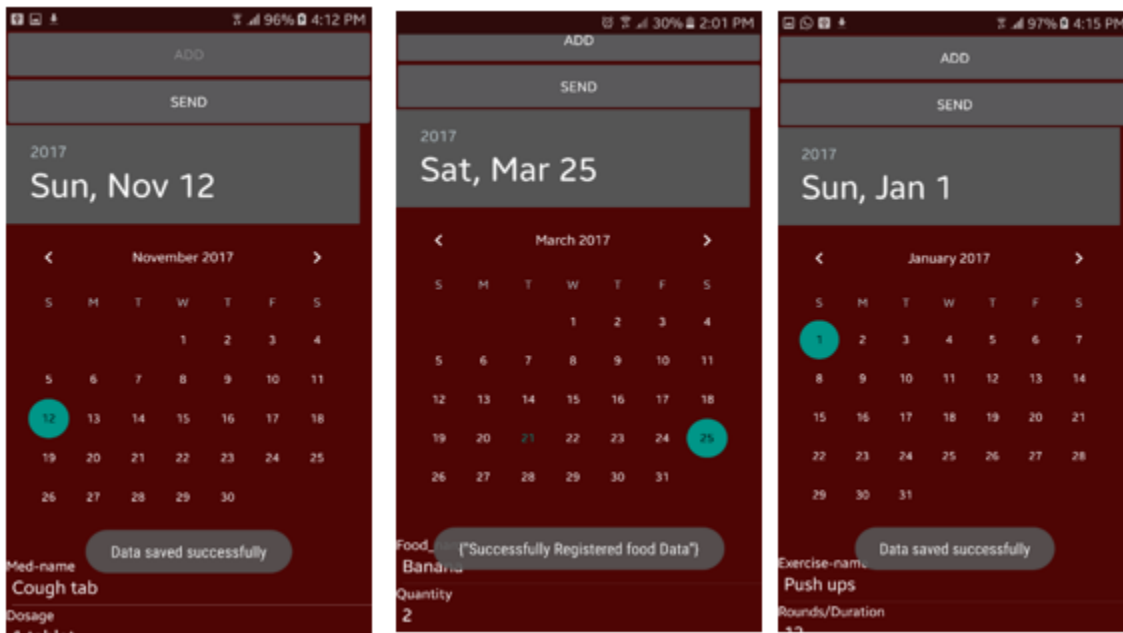 96% 4:12 PM
ADD
SEND
2017
Sun, Nov 12
November 2017
S M T W T F S
1 2 3 4
5 6 7 8 9 10 11
12 13 14 15 16 17 18
19 20 21 22 23 24 25
26 27 28 29 30
Data saved successfully
Med-name
Cough tab
Dosage
30% 2:01 PM
ADD
SEND
2017
Sat, Mar 25
March 2017
S M T W T F S
1 2 3 4
5 6 7 8 9 10 11
12 13 14 15 16 17 18
19 20 21 22 23 24 25
26 27 28 29 30 31
{"Successfully Registered food Data"}
Banana
Quantity
2
97% 4:15 PM
ADD
SEND
2017
Sun, Jan 1
January 2017
S M T W T F S
1 2 3 4 5 6 7
8 9 10 11 12 13 14
15 16 17 18 19 20 21
22 23 24 25 26 27 28
29 30 31
Data saved successfully
Exercise-name
Push ups
Rounds/Duration